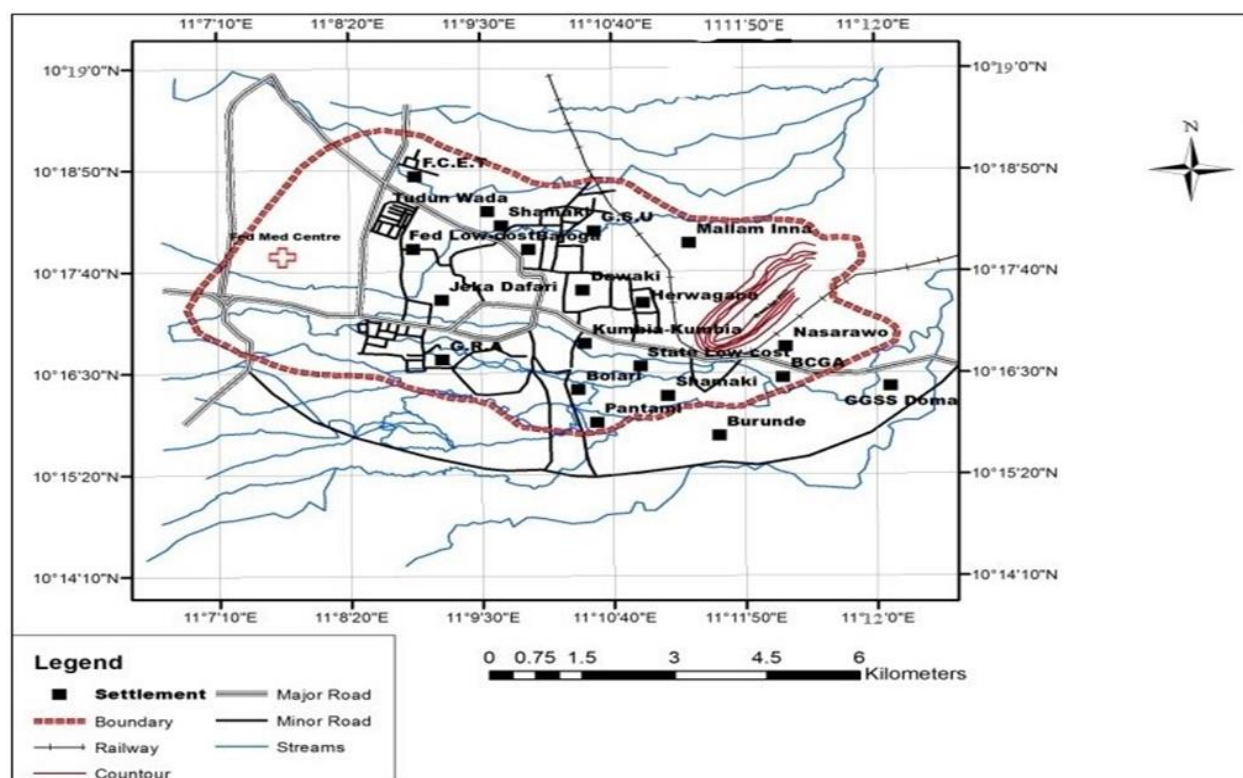 11°7'10"E 11°8'20"E 11°9'30"E 11°10'40"E 1111°50"E 11°12'0"E
10°19'0"N 10°19'0"N
10°18'50"N 10°18'50"N
10°17'40"N 10°17'40"N
10°16'30"N 10°16'30"N
10°15'20"N 10°15'20"N
10°14'10"N 10°14'10"N
N
F.C.E.T
Tudun Wada
Shamaki
G.S.U
Fed Med Centre
Fed Low-cost
Bajoga
Mallam Inna
Dawaki
Jeka Dafari
Herwagana
Kumbia-Kumbia
Nasarawo
G.R.A
State Low-cost
BCGA
Bolari
Shamaki
GGSS Doma
Pantami
Burunde
11°7'10"E 11°8'20"E 11°9'30"E 11°10'40"E 11°11'50"E 11°12'0"E
0 0.75 1.5 3 4.5 6
Kilometers
Legend
Settlement
Major Road
Boundary
Minor Road
Railway
Streams
Countour